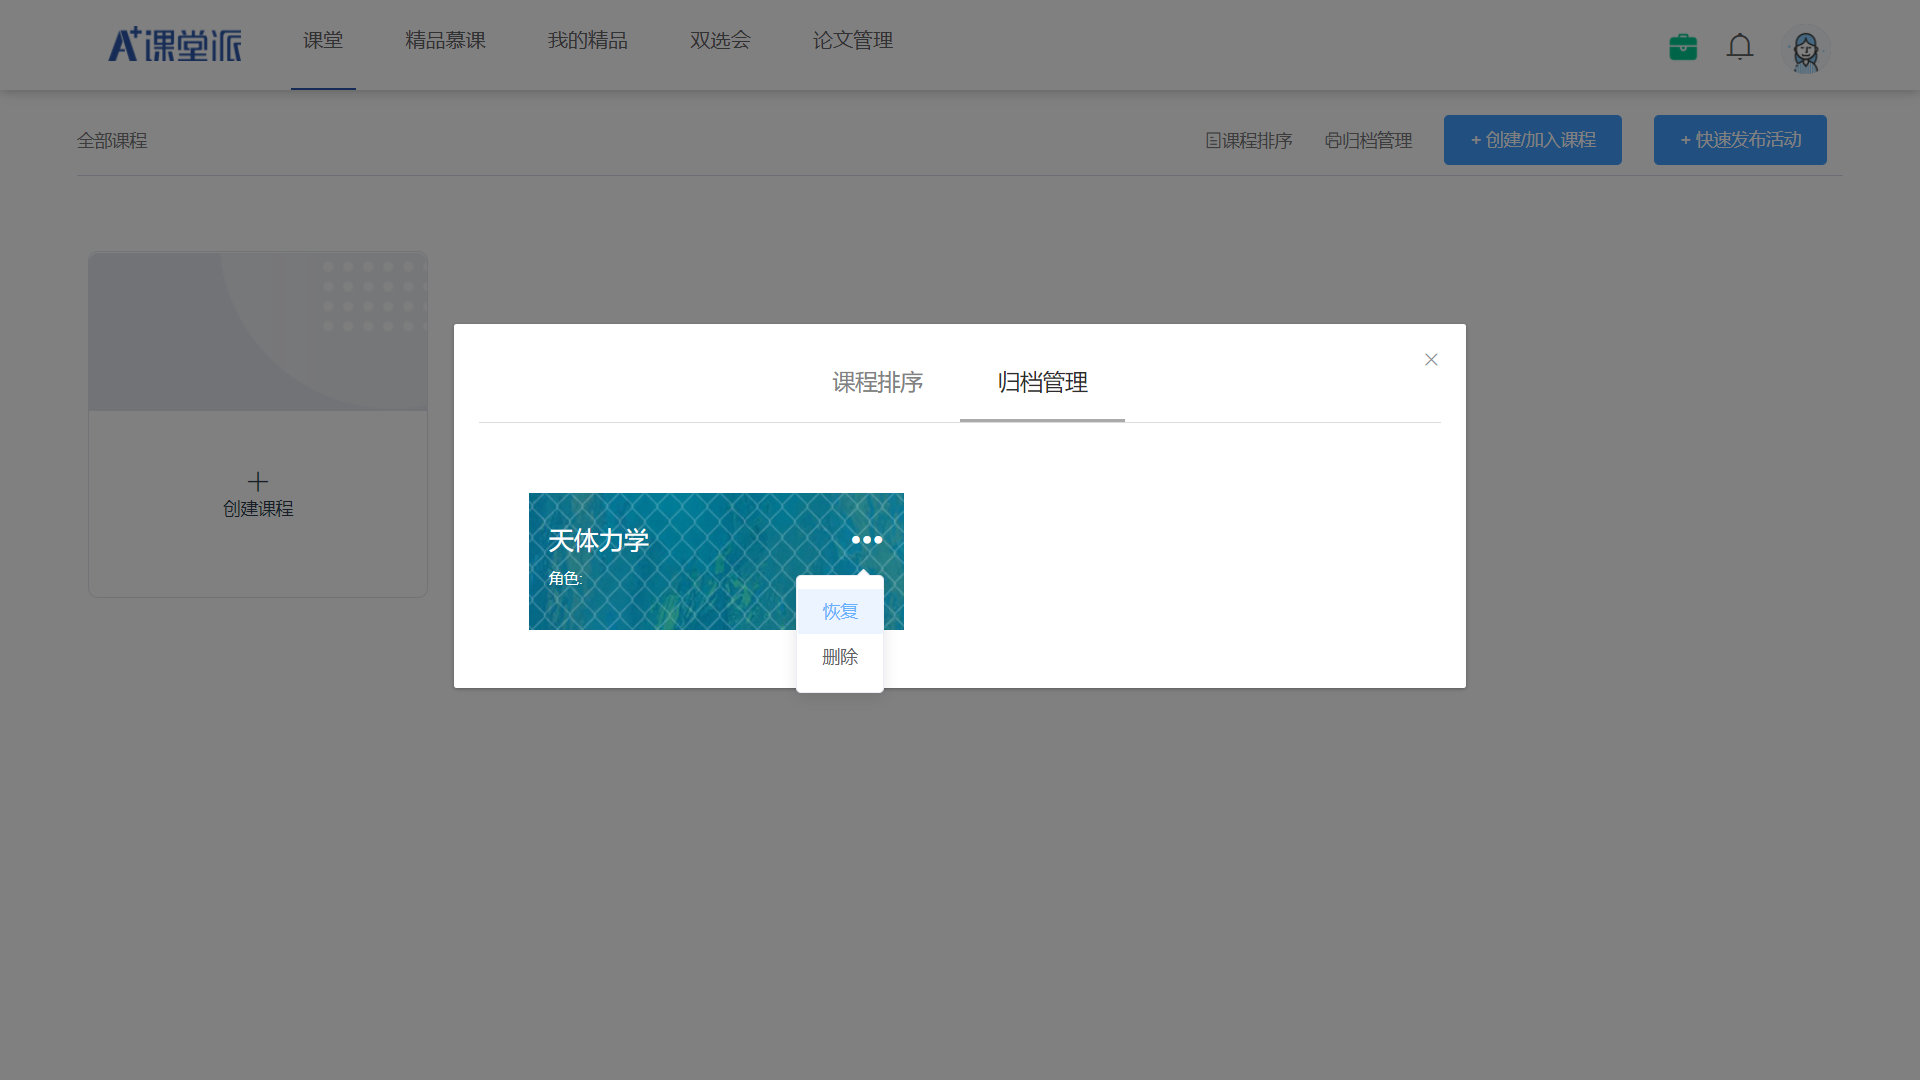 A+课堂派
课堂
精品慕课
我的精品
双选会
论文管理
全部课程
课程排序
归档管理
+ 创建/加入课程
+ 快速发布活动
创建课程
课程排序
归档管理
天体力学
角色:
恢复
删除